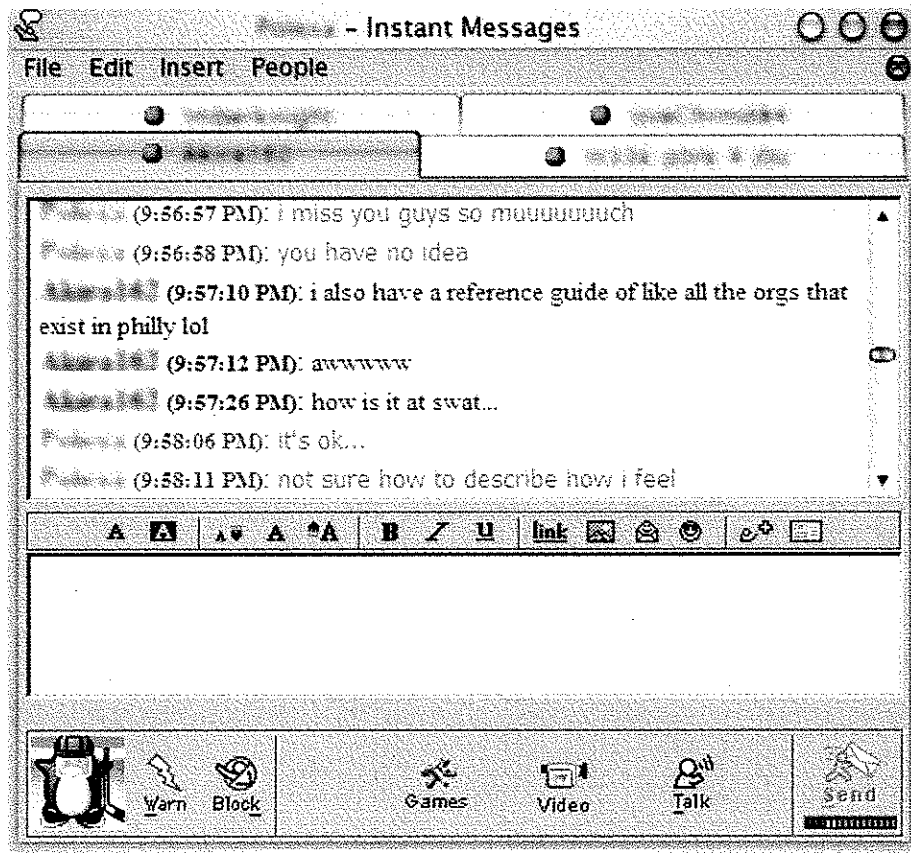 – Instant Messages
File Edit Insert People
(9:56:57 PM): i miss you guys so muuuuuuuch
(9:56:58 PM): you have no idea
(9:57:10 PM): i also have a reference guide of like all the orgs that
exist in philly lol
(9:57:12 PM): awwwww
(9:57:26 PM): how is it at swat...
(9:58:06 PM): it's ok...
(9:58:11 PM): not sure how to describe how i feel
A A A A A B I U link
Warn Block Games Video Talk Send